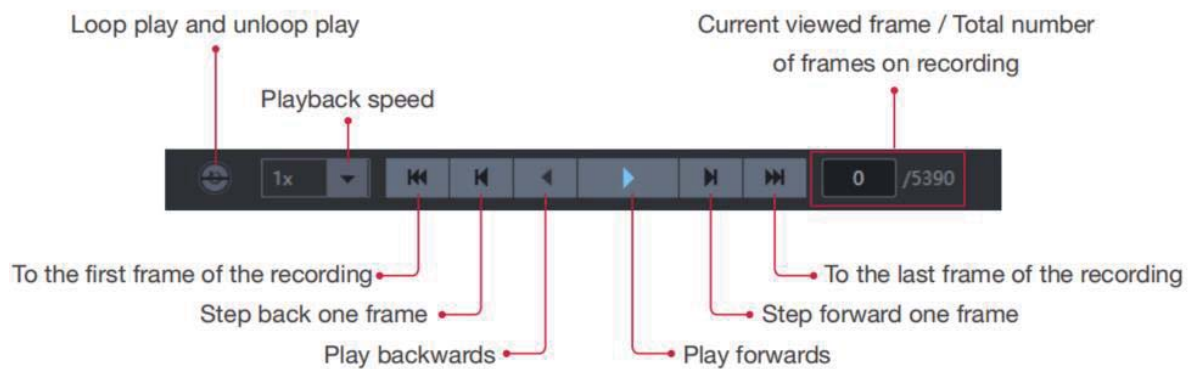 Loop play and unloop play
Current viewed frame / Total number
of frames on recording
Playback speed
1x
0 /5390
To the first frame of the recording
To the last frame of the recording
Step back one frame
Step forward one frame
Play backwards
Play forwards